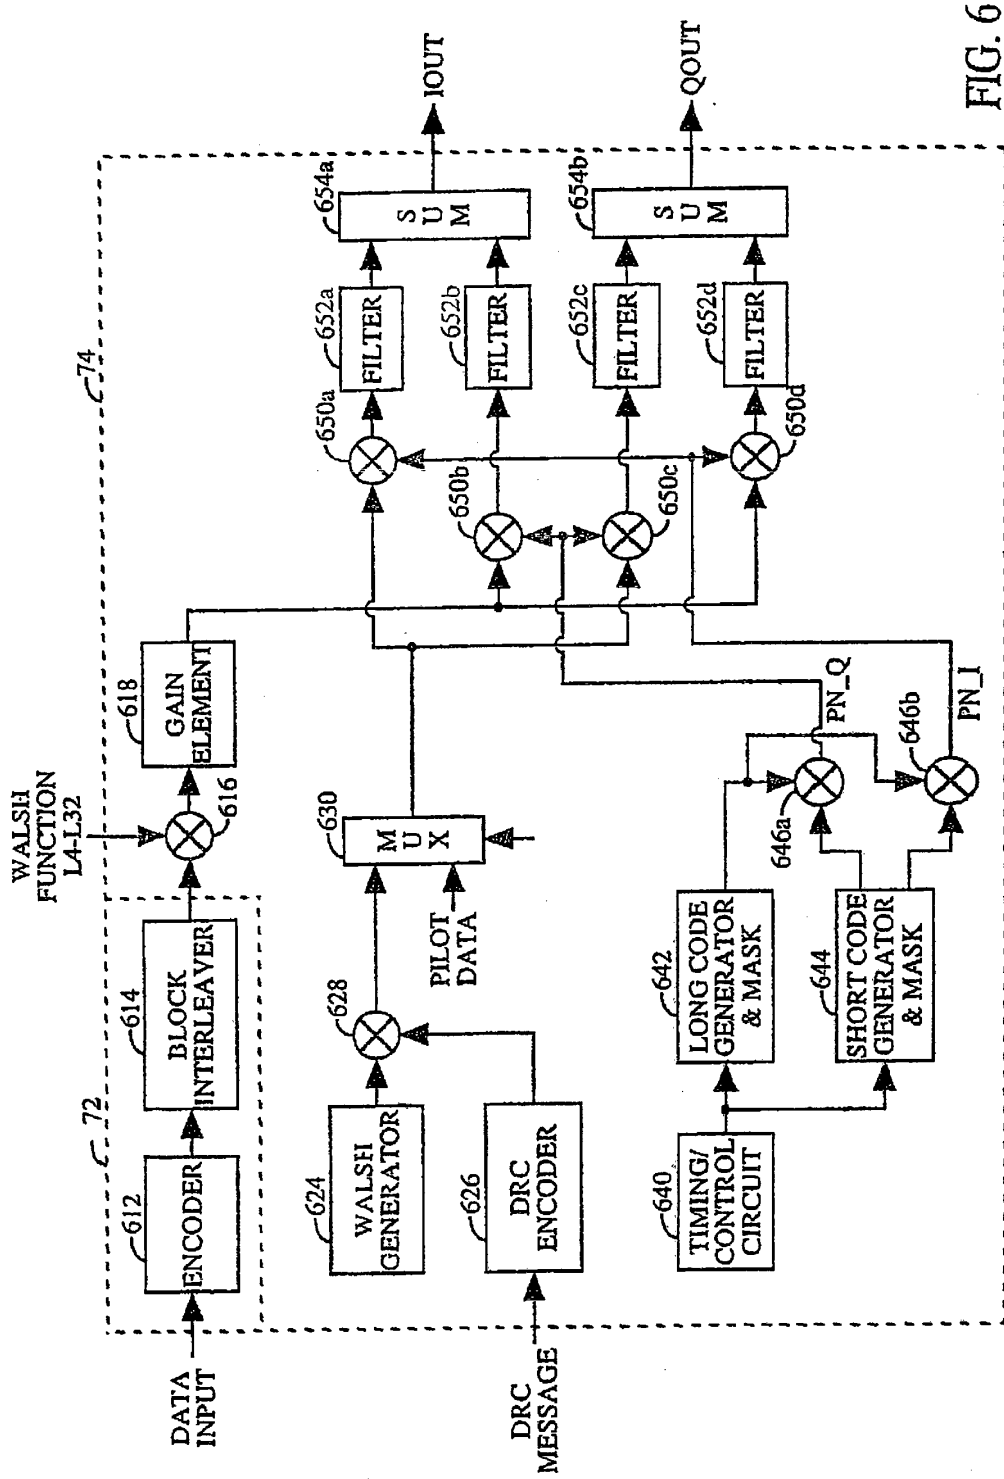 WALSH
FUNCTION
L4-L32
72
74
612
ENCODER
614
BLOCK
INTERLEAVER
616
618
GAIN
ELEMENT
DATA
INPUT
624
WALSH
GENERATOR
628
630
M
U
X
PILOT
DATA
626
DRC
ENCODER
DRC
MESSAGE
650a
652a
FILTER
654a
S
U
M
IOUT
650b
652b
FILTER
650c
652c
FILTER
654b
S
U
M
QOUT
650d
652d
FILTER
640
TIMING/
CONTROL
CIRCUIT
642
LONG CODE
GENERATOR
& MASK
644
SHORT CODE
GENERATOR
& MASK
646a
PN_Q
646b
PN_I
FIG. 6